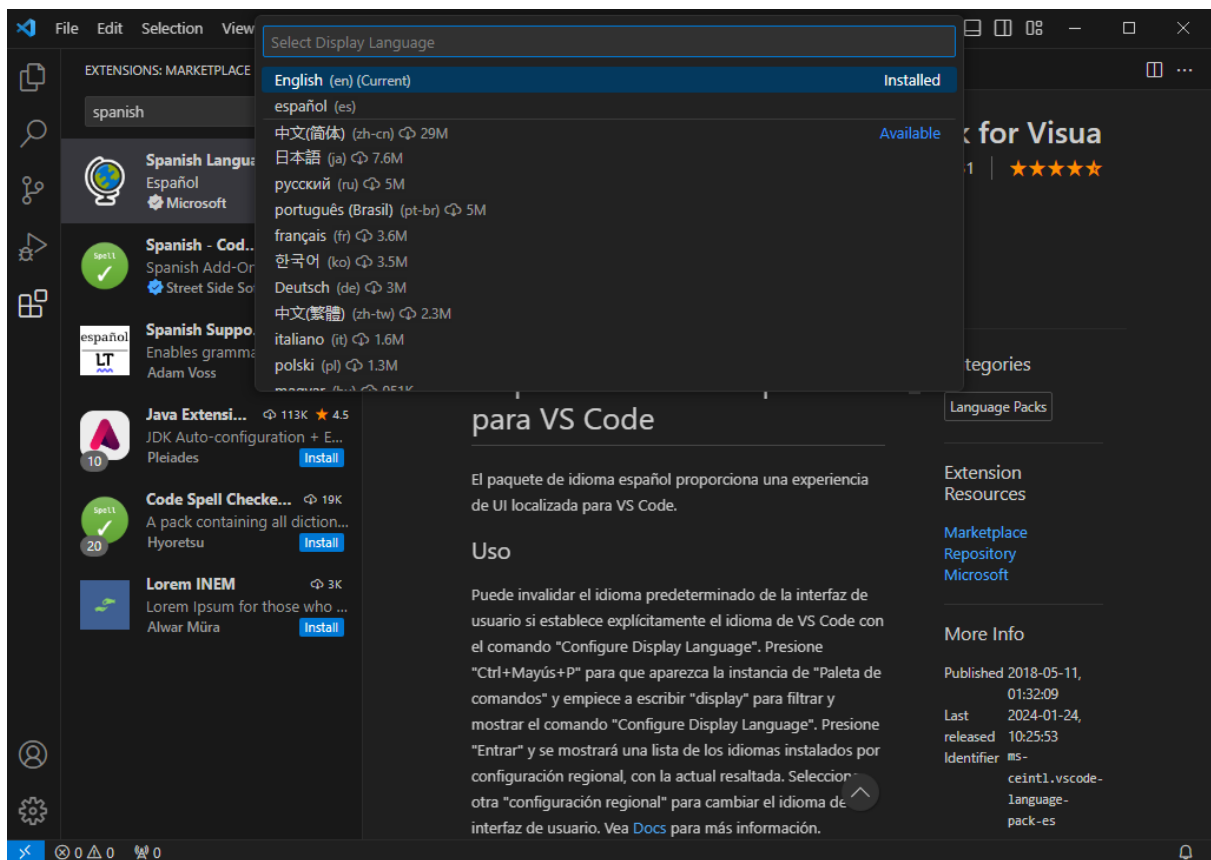 File Edit Selection View
Select Display Language
English (en) (Current) Installed
español (es)
中文(简体) (zh-cn) 29M Available
日本語 (ja) 7.6M
русский (ru) 5M
português (Brasil) (pt-br) 5M
français (fr) 3.6M
한국어 (ko) 3.5M
Deutsch (de) 3M
中文(繁體) (zh-tw) 2.3M
italiano (it) 1.6M
polski (pl) 1.3M
magyar (hu) 951K
EXTENSIONS: MARKETPLACE
spanish
Spanish Langua
Español
Microsoft
Spell
Spanish - Cod...
Spanish Add-On
Street Side So
español
LT
Spanish Suppo
Enables gramma
Adam Voss
10
Java Extensi... 113K 4.5
JDK Auto-configuration + E...
Pleiades Install
Spell
20
Code Spell Checke... 19K
A pack containing all diction...
Hyoretsu Install
Lorem INEM 3K
Lorem Ipsum for those who ...
Alwar Müra Install
k for Visua
1
para VS Code
El paquete de idioma español proporciona una experiencia
de UI localizada para VS Code.
Uso
Puede invalidar el idioma predeterminado de la interfaz de
usuario si establece explícitamente el idioma de VS Code con
el comando "Configure Display Language". Presione
"Ctrl+Mayús+P" para que aparezca la instancia de "Paleta de
comandos" y empiece a escribir "display" para filtrar y
mostrar el comando "Configure Display Language". Presione
"Entrar" y se mostrará una lista de los idiomas instalados por
configuración regional, con la actual resaltada. Seleccione
otra "configuración regional" para cambiar el idioma de
interfaz de usuario. Vea Docs para más información.
tegories
Language Packs
Extension
Resources
Marketplace
Repository
Microsoft
More Info
Published 2018-05-11,
01:32:09
Last 2024-01-24,
released 10:25:53
Identifier ms-
ceintl.vscode-
language-
pack-es
0 0 0